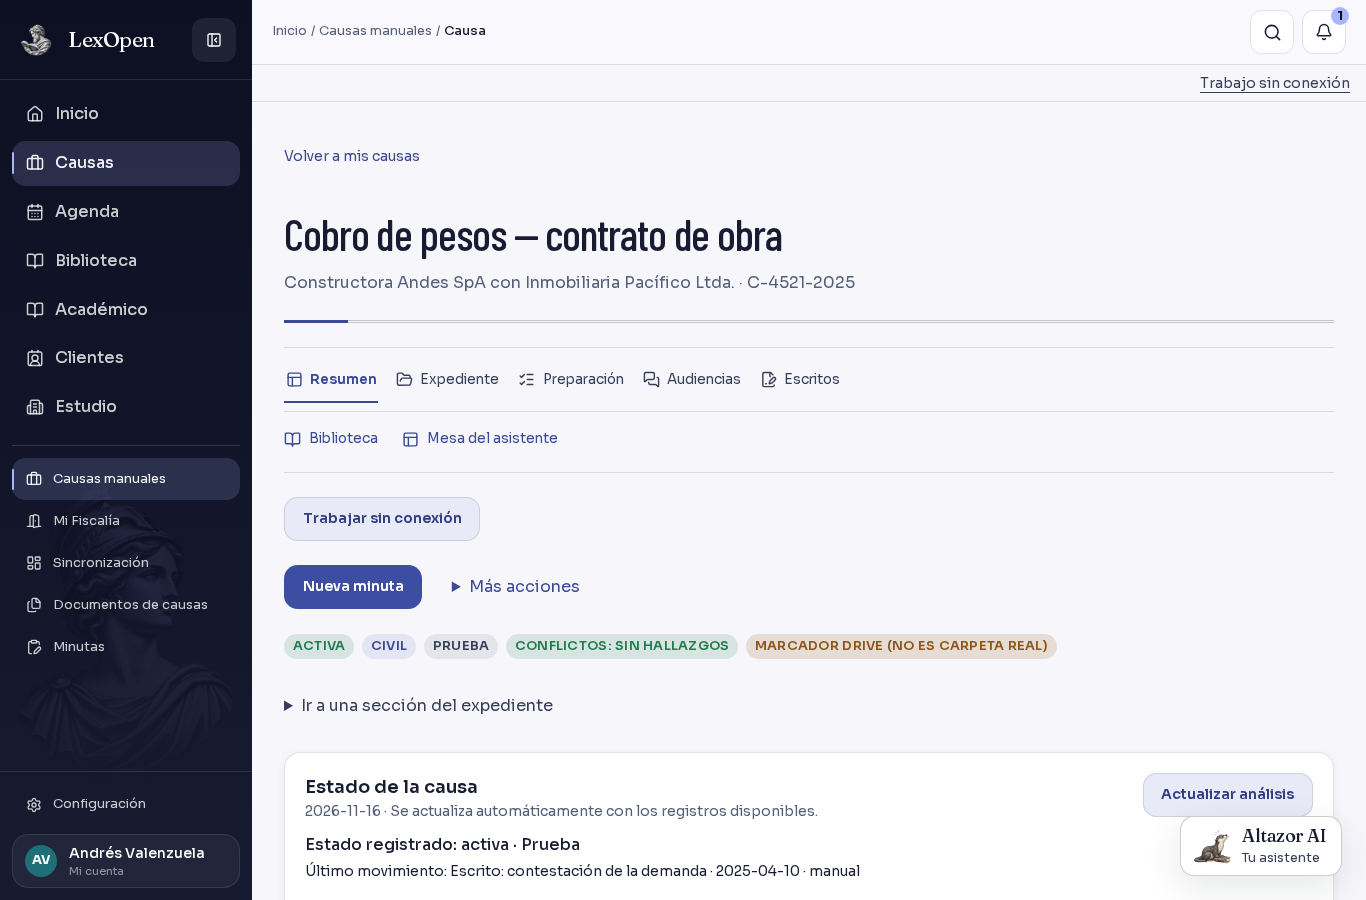 LexOpen
Inicio
Causas
Agenda
Biblioteca
Académico
Clientes
Estudio
Causas manuales
Mi Fiscalía
Sincronización
Documentos de causas
Minutas
Configuración
AV
Andrés Valenzuela
Mi cuenta
Inicio / Causas manuales / Causa
1
Trabajo sin conexión
Volver a mis causas
Cobro de pesos — contrato de obra
Constructora Andes SpA con Inmobiliaria Pacífico Ltda. · C-4521-2025
Resumen Expediente Preparación Audiencias Escritos
Biblioteca Mesa del asistente
Trabajar sin conexión
Nueva minuta Más acciones
ACTIVA CIVIL PRUEBA CONFLICTOS: SIN HALLAZGOS MARCADOR DRIVE (NO ES CARPETA REAL)
Ir a una sección del expediente
Estado de la causa
2026-11-16 · Se actualiza automáticamente con los registros disponibles.
Actualizar análisis
Estado registrado: activa · Prueba
Último movimiento: Escrito: contestación de la demanda · 2025-04-10 · manual
Altazor AI
Tu asistente